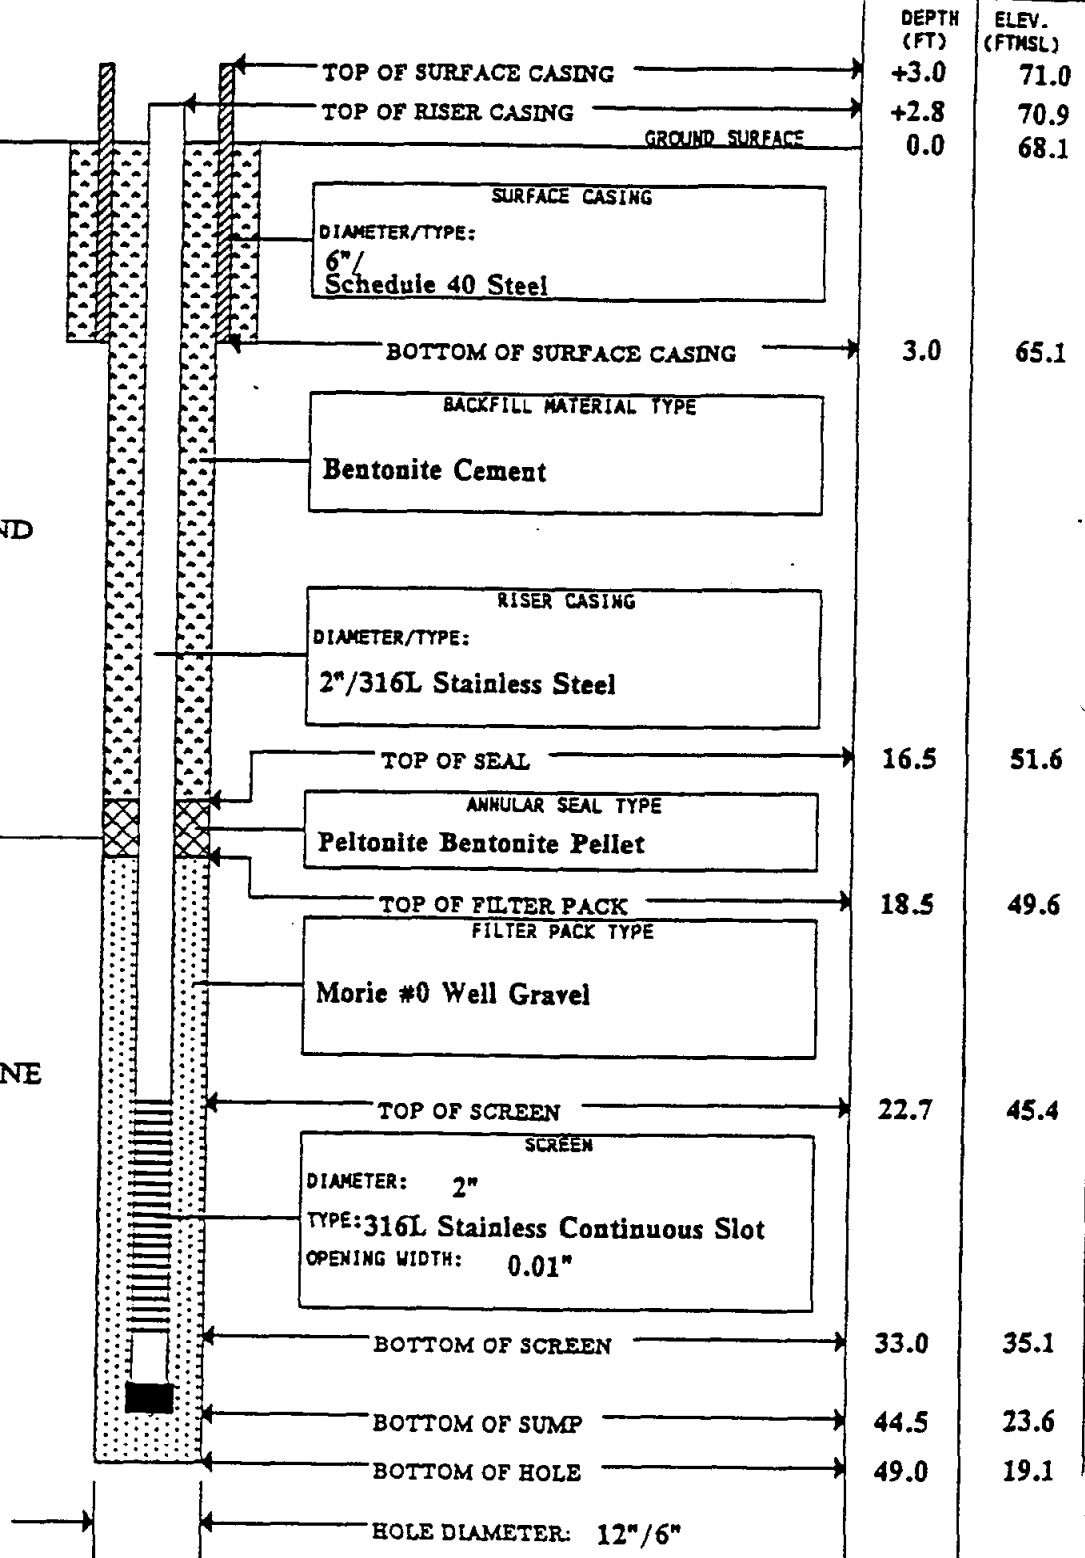 DEPTH ELEV.
(FT) (FTMSL)
TOP OF SURFACE CASING +3.0 71.0
TOP OF RISER CASING +2.8 70.9
GROUND SURFACE 0.0 68.1
SURFACE CASING
DIAMETER/TYPE:
6"/
Schedule 40 Steel
BOTTOM OF SURFACE CASING 3.0 65.1
BACKFILL MATERIAL TYPE
Bentonite Cement
ND
RISER CASING
DIAMETER/TYPE:
2"/316L Stainless Steel
TOP OF SEAL 16.5 51.6
ANNULAR SEAL TYPE
Peltonite Bentonite Pellet
TOP OF FILTER PACK 18.5 49.6
FILTER PACK TYPE
Morie #0 Well Gravel
NE
TOP OF SCREEN 22.7 45.4
SCREEN
DIAMETER: 2"
TYPE: 316L Stainless Continuous Slot
OPENING WIDTH: 0.01"
BOTTOM OF SCREEN 33.0 35.1
BOTTOM OF SUMP 44.5 23.6
BOTTOM OF HOLE 49.0 19.1
HOLE DIAMETER: 12"/6"